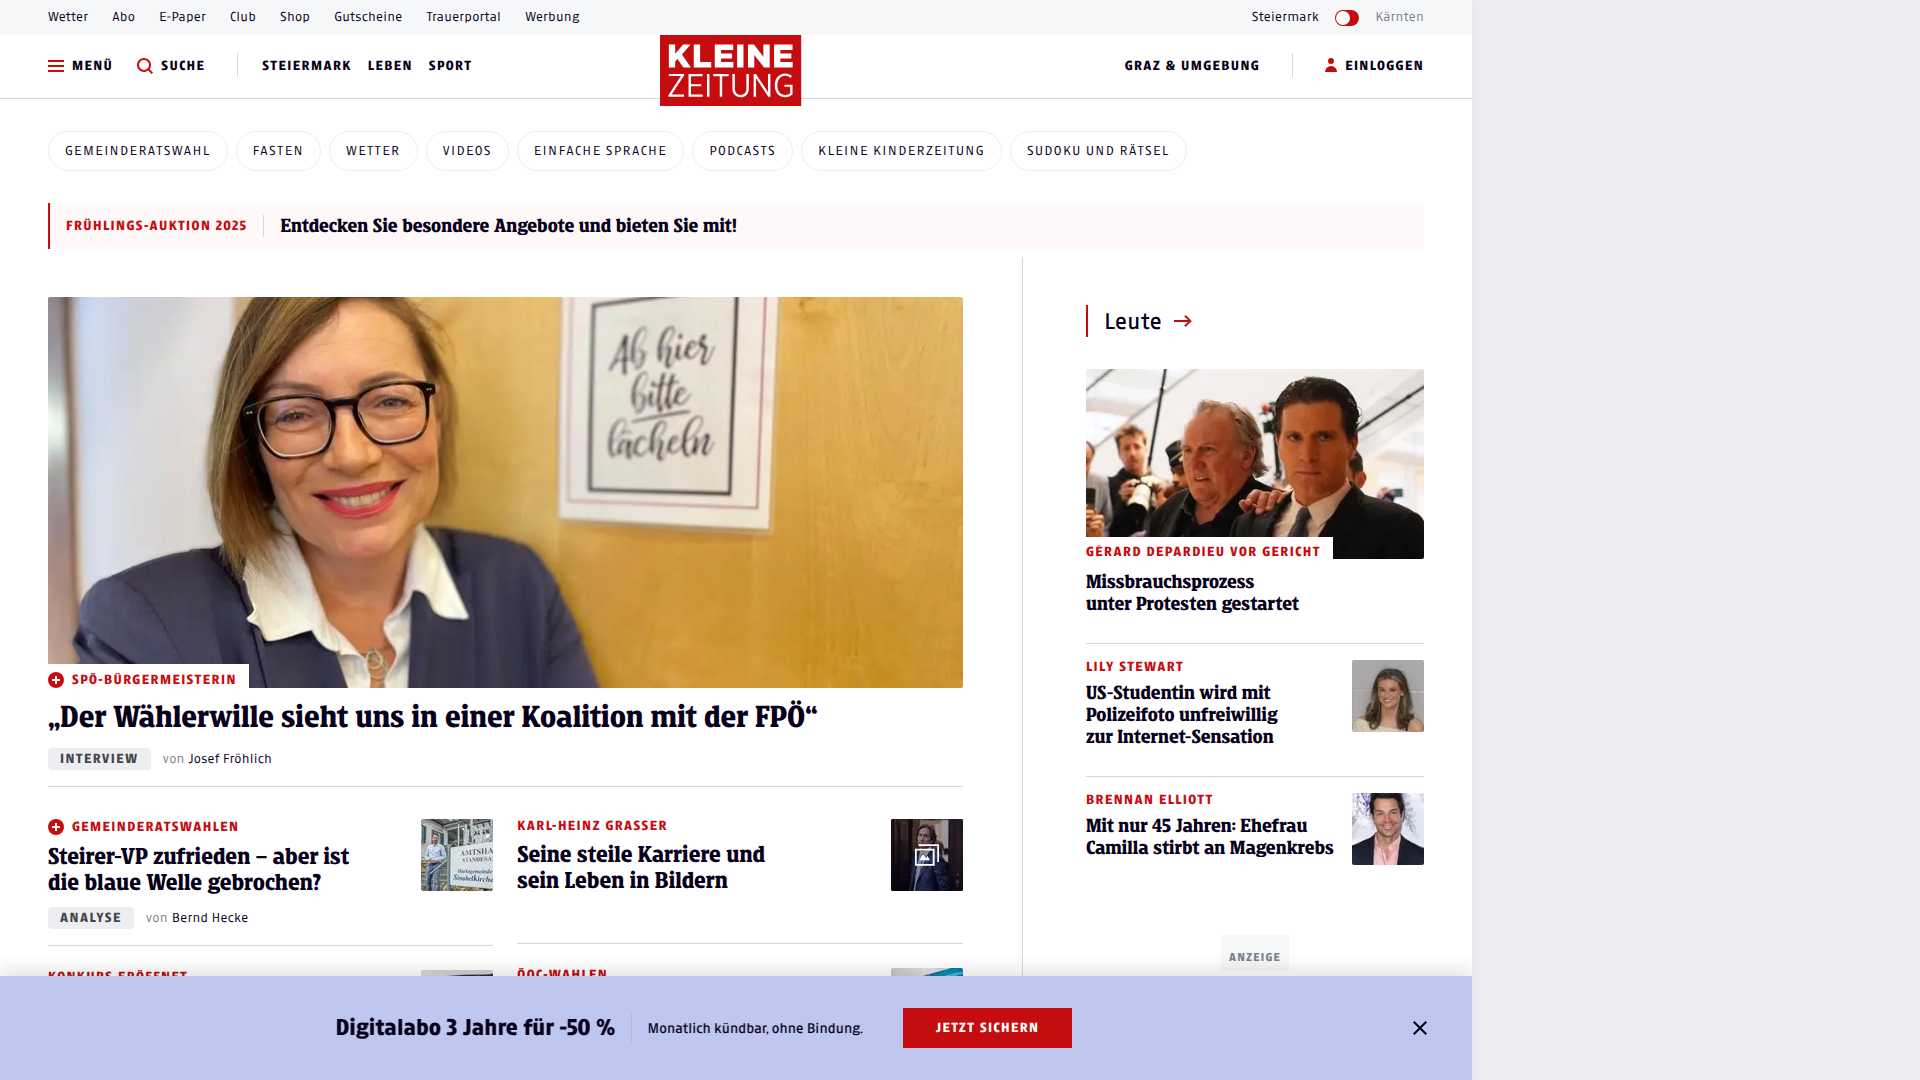 Wetter Abo E-Paper Club Shop Gutscheine Trauerportal Werbung Steiermark Kärnten
MENÜ SUCHE STEIERMARK LEBEN SPORT KLEINE ZEITUNG GRAZ & UMGEBUNG EINLOGGEN
GEMEINDERATSWAHL FASTEN WETTER VIDEOS EINFACHE SPRACHE PODCASTS KLEINE KINDERZEITUNG SUDOKU UND RÄTSEL
FRÜHLINGS-AUKTION 2025 Entdecken Sie besondere Angebote und bieten Sie mit!
Ab hier
bitte
lächeln
SPÖ-BÜRGERMEISTERIN
„Der Wählerwille sieht uns in einer Koalition mit der FPÖ“
INTERVIEW von Josef Fröhlich
GEMEINDERATSWAHLEN
Steirer-VP zufrieden – aber ist
die blaue Welle gebrochen?
ANALYSE von Bernd Hecke
AMTSHA
STANDESA
KARL-HEINZ GRASSER
Seine steile Karriere und
sein Leben in Bildern
KONKURS ERÖFFNET
ÖOC-WAHLEN
Leute
GÉRARD DEPARDIEU VOR GERICHT
Missbrauchsprozess
unter Protesten gestartet
LILY STEWART
US-Studentin wird mit
Polizeifoto unfreiwillig
zur Internet-Sensation
BRENNAN ELLIOTT
Mit nur 45 Jahren: Ehefrau
Camilla stirbt an Magenkrebs
ANZEIGE
Digitalabo 3 Jahre für -50 % Monatlich kündbar, ohne Bindung. JETZT SICHERN